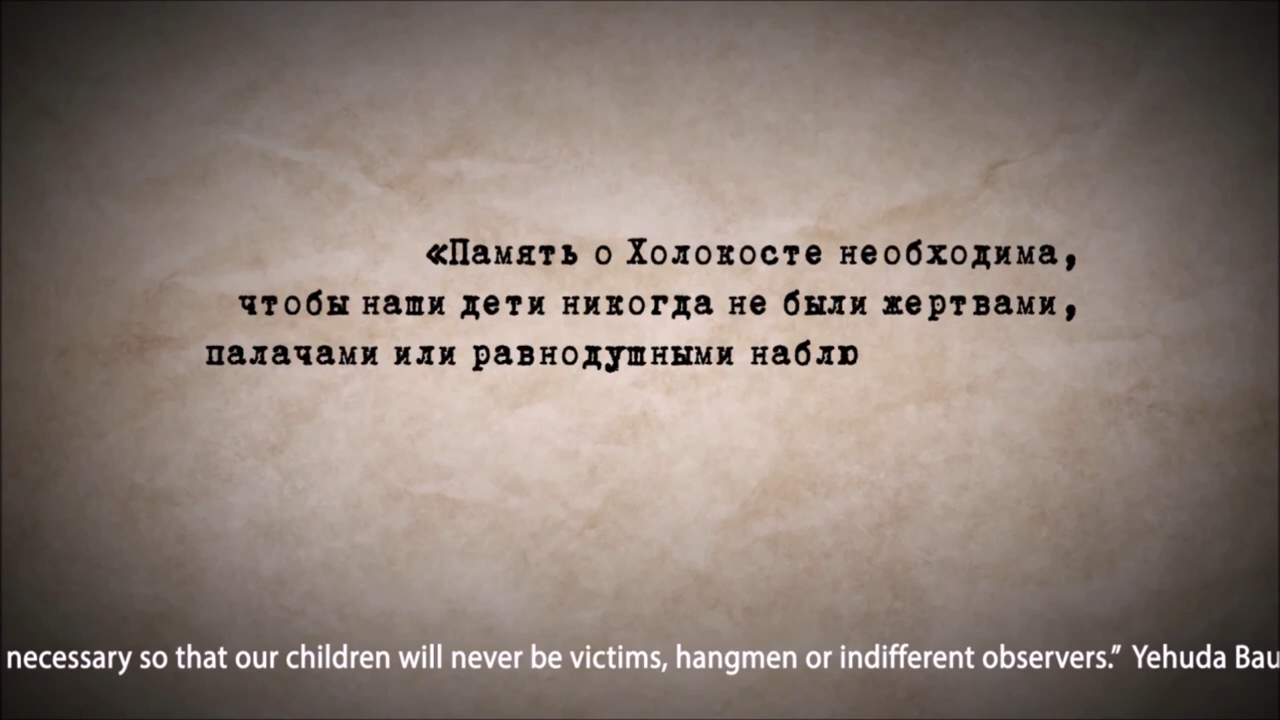 «Память о Холокосте необходима,
чтобы наши дети никогда не были жертвами,
палачами или равнодушными наблю
necessary so that our children will never be victims, hangmen or indifferent observers.” Yehuda Bau